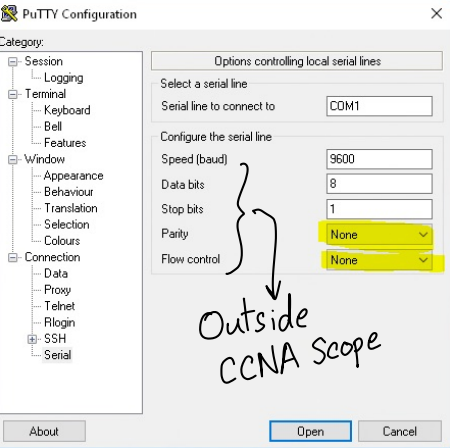 PuTTY Configuration
Category:
Session
Logging
Terminal
Keyboard
Bell
Features
Window
Appearance
Behaviour
Translation
Selection
Colours
Connection
Data
Proxy
Telnet
Rlogin
SSH
Serial
Options controlling local serial lines
Select a serial line
Serial line to connect to COM1
Configure the serial line
Speed (baud) 9600
Data bits 8
Stop bits 1
Parity None
Flow control None
Outside
CCNA Scope
About Open Cancel